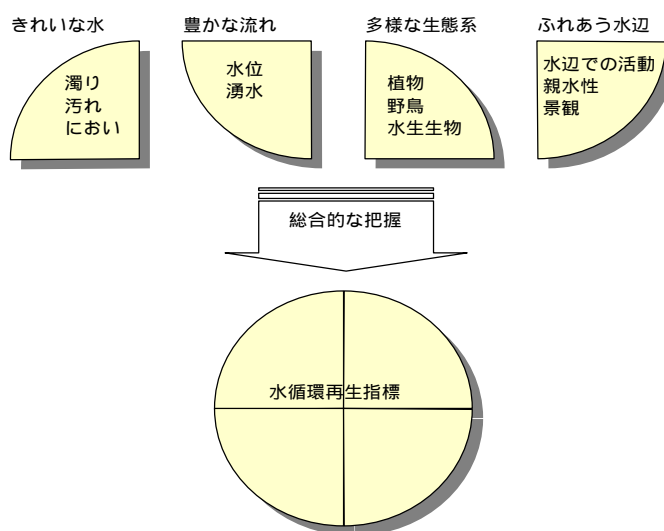 きれいな水
濁り
汚れ
におい
豊かな流れ
水位
湧水
多様な生態系
植物
野鳥
水生生物
ふれあう水辺
水辺での活動
親水性
景観
総合的な把握
水循環再生指標